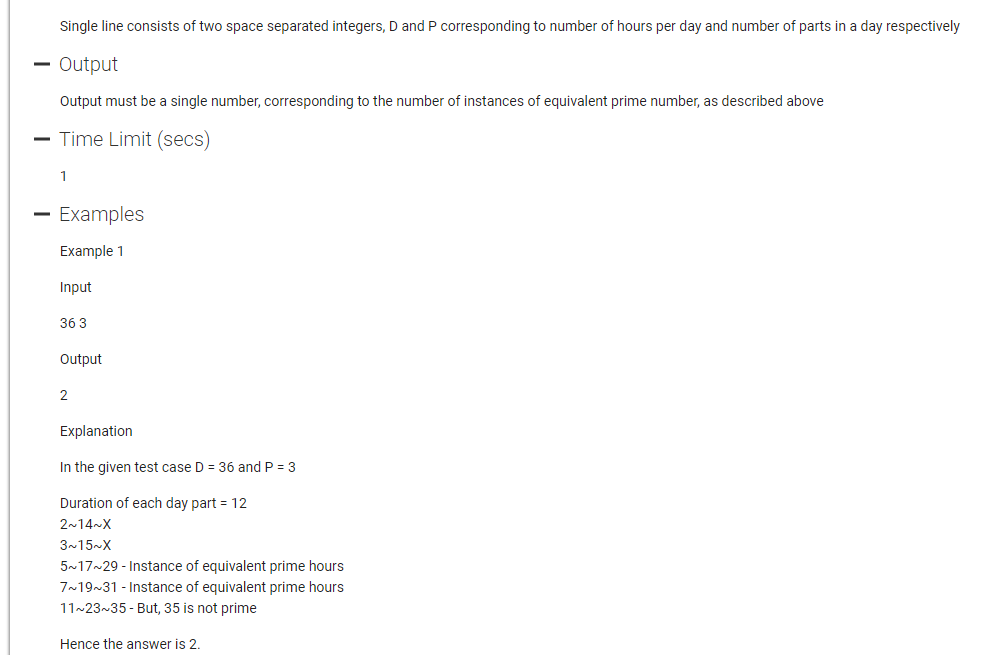 Single line consists of two space separated integers, D and P corresponding to number of hours per day and number of parts in a day respectively
Output
Output must be a single number, corresponding to the number of instances of equivalent prime number, as described above
Time Limit (secs)
1
Examples
Example 1
Input
36 3
Output
2
Explanation
In the given test case D = 36 and P = 3
Duration of each day part = 12
2~14~X
3~15~X
5~17~29 - Instance of equivalent prime hours
7~19~31 - Instance of equivalent prime hours
11~23~35 - But, 35 is not prime
Hence the answer is 2.